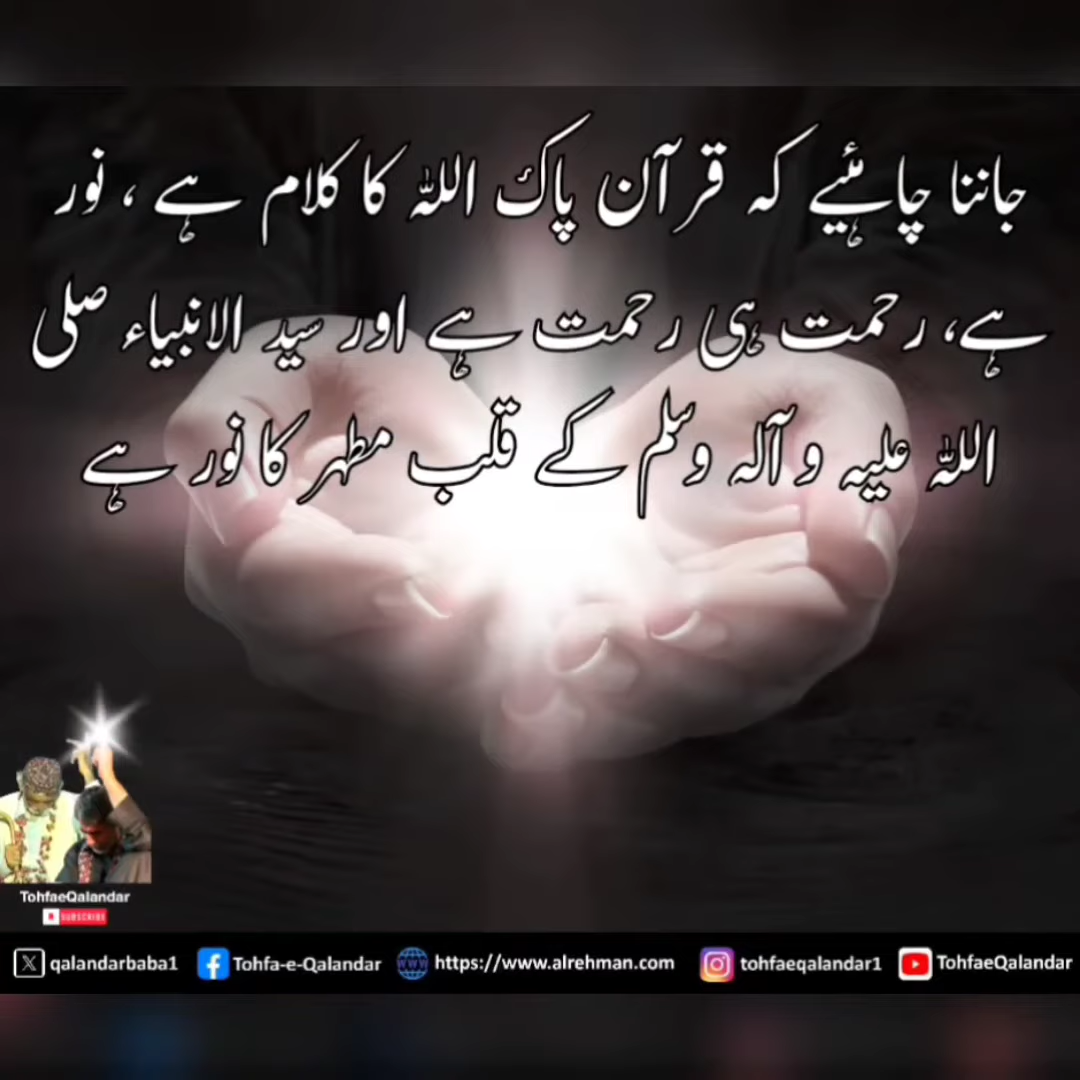 جاننا چاہئیے کہ قرآن پاک اللہ کا کلام ہے ، نور
ہے، رحمت ہی رحمت ہے اور سید الانبیاء صلی
اللہ علیہ و آلہ وسلم کے قلب مطہر کا نور ہے
TohfaeQalandar
SUBSCRIBE
qalandarbaba1 Tohfa-e-Qalandar WWW https://www.alrehman.com tohfaeqalandar1 TohfaeQalandar